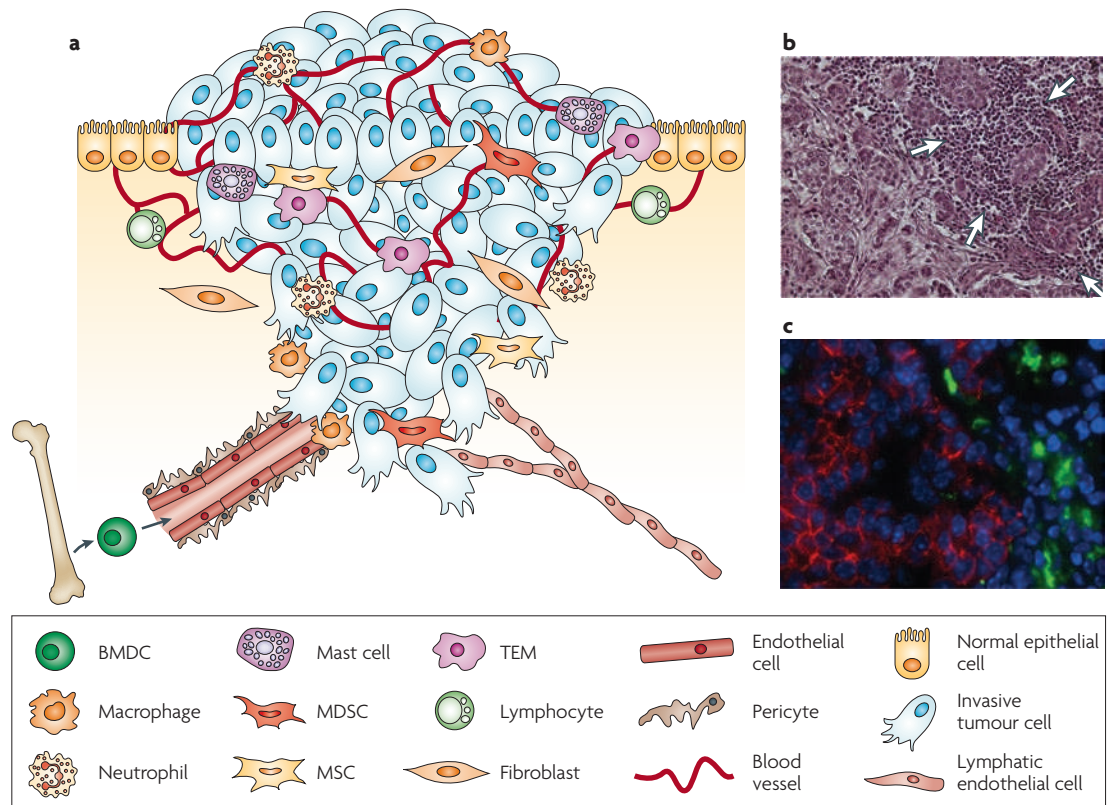 a
b
c
BMDC
Mast cell
TEM
Endothelial
cell
Normal epithelial
cell
Macrophage
MDSC
Lymphocyte
Pericyte
Invasive
tumour cell
Neutrophil
MSC
Fibroblast
Blood
vessel
Lymphatic
endothelial cell